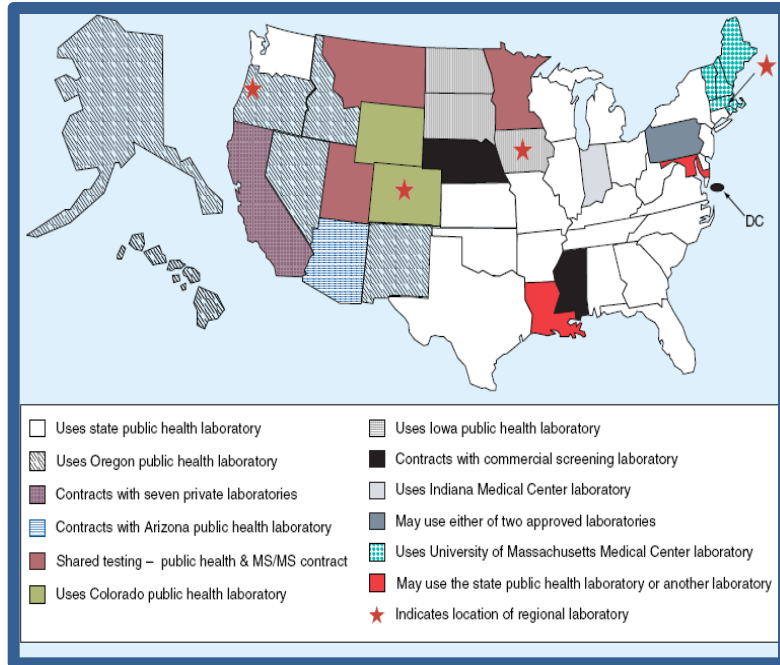 DC
Uses state public health laboratory
Uses Oregon public health laboratory
Contracts with seven private laboratories
Contracts with Arizona public health laboratory
Shared testing – public health & MS/MS contract
Uses Colorado public health laboratory
Uses Iowa public health laboratory
Contracts with commercial screening laboratory
Uses Indiana Medical Center laboratory
May use either of two approved laboratories
Uses University of Massachusetts Medical Center laboratory
May use the state public health laboratory or another laboratory
Indicates location of regional laboratory